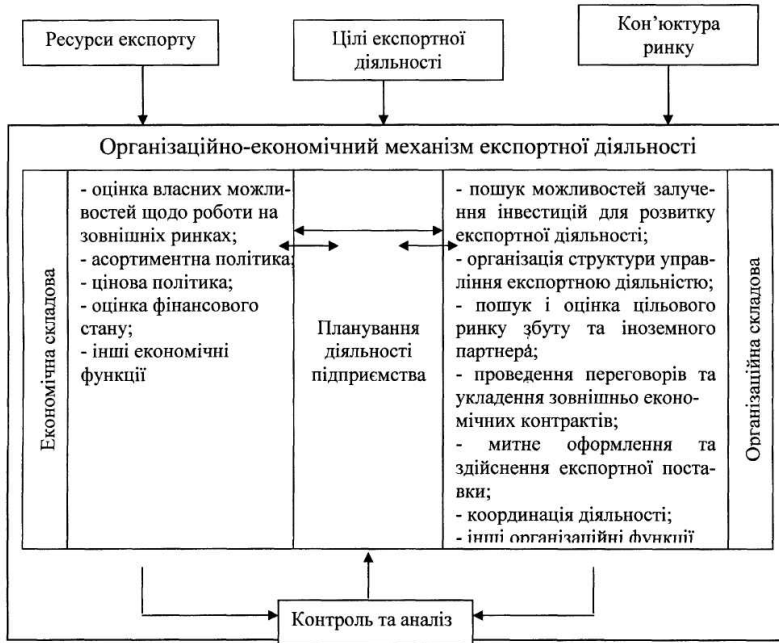 Ресурси експорту
Цілі експортної
діяльності
Кон’юктура
ринку
Організаційно-економічний механізм експортної діяльності
Економічна складова
- оцінка власних можли-
востей щодо роботи на
зовнішніх ринках;
- асортиментна політика;
- цінова політика;
- оцінка фінансового
стану;
- інші економічні
функції
Планування
діяльності
підприємства
- пошук можливостей залуче-
ння інвестицій для розвитку
експортної діяльності;
- організація структури управ-
ління експортною діяльністю;
- пошук і оцінка цільового
ринку збуту та іноземного
партнера;
- проведення переговорів та
укладення зовнішньо еконо-
мічних контрактів;
- митне оформлення та
здійснення експортної поста-
вки;
- координація діяльності;
- інші організаційні функції
Організаційна складова
Контроль та аналіз